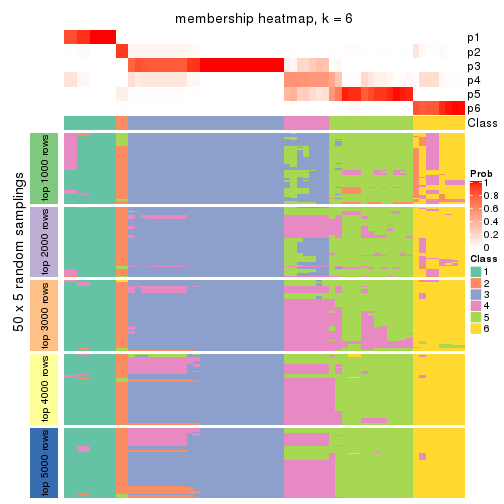 membership heatmap, k = 6
p1
p2
p3
p4
p5
p6
Class
50 x 5 random samplings
top 1000 rows
top 2000 rows
top 3000 rows
top 4000 rows
top 5000 rows
Prob
1
0.8
0.6
0.4
0.2
0
Class
1
2
3
4
5
6